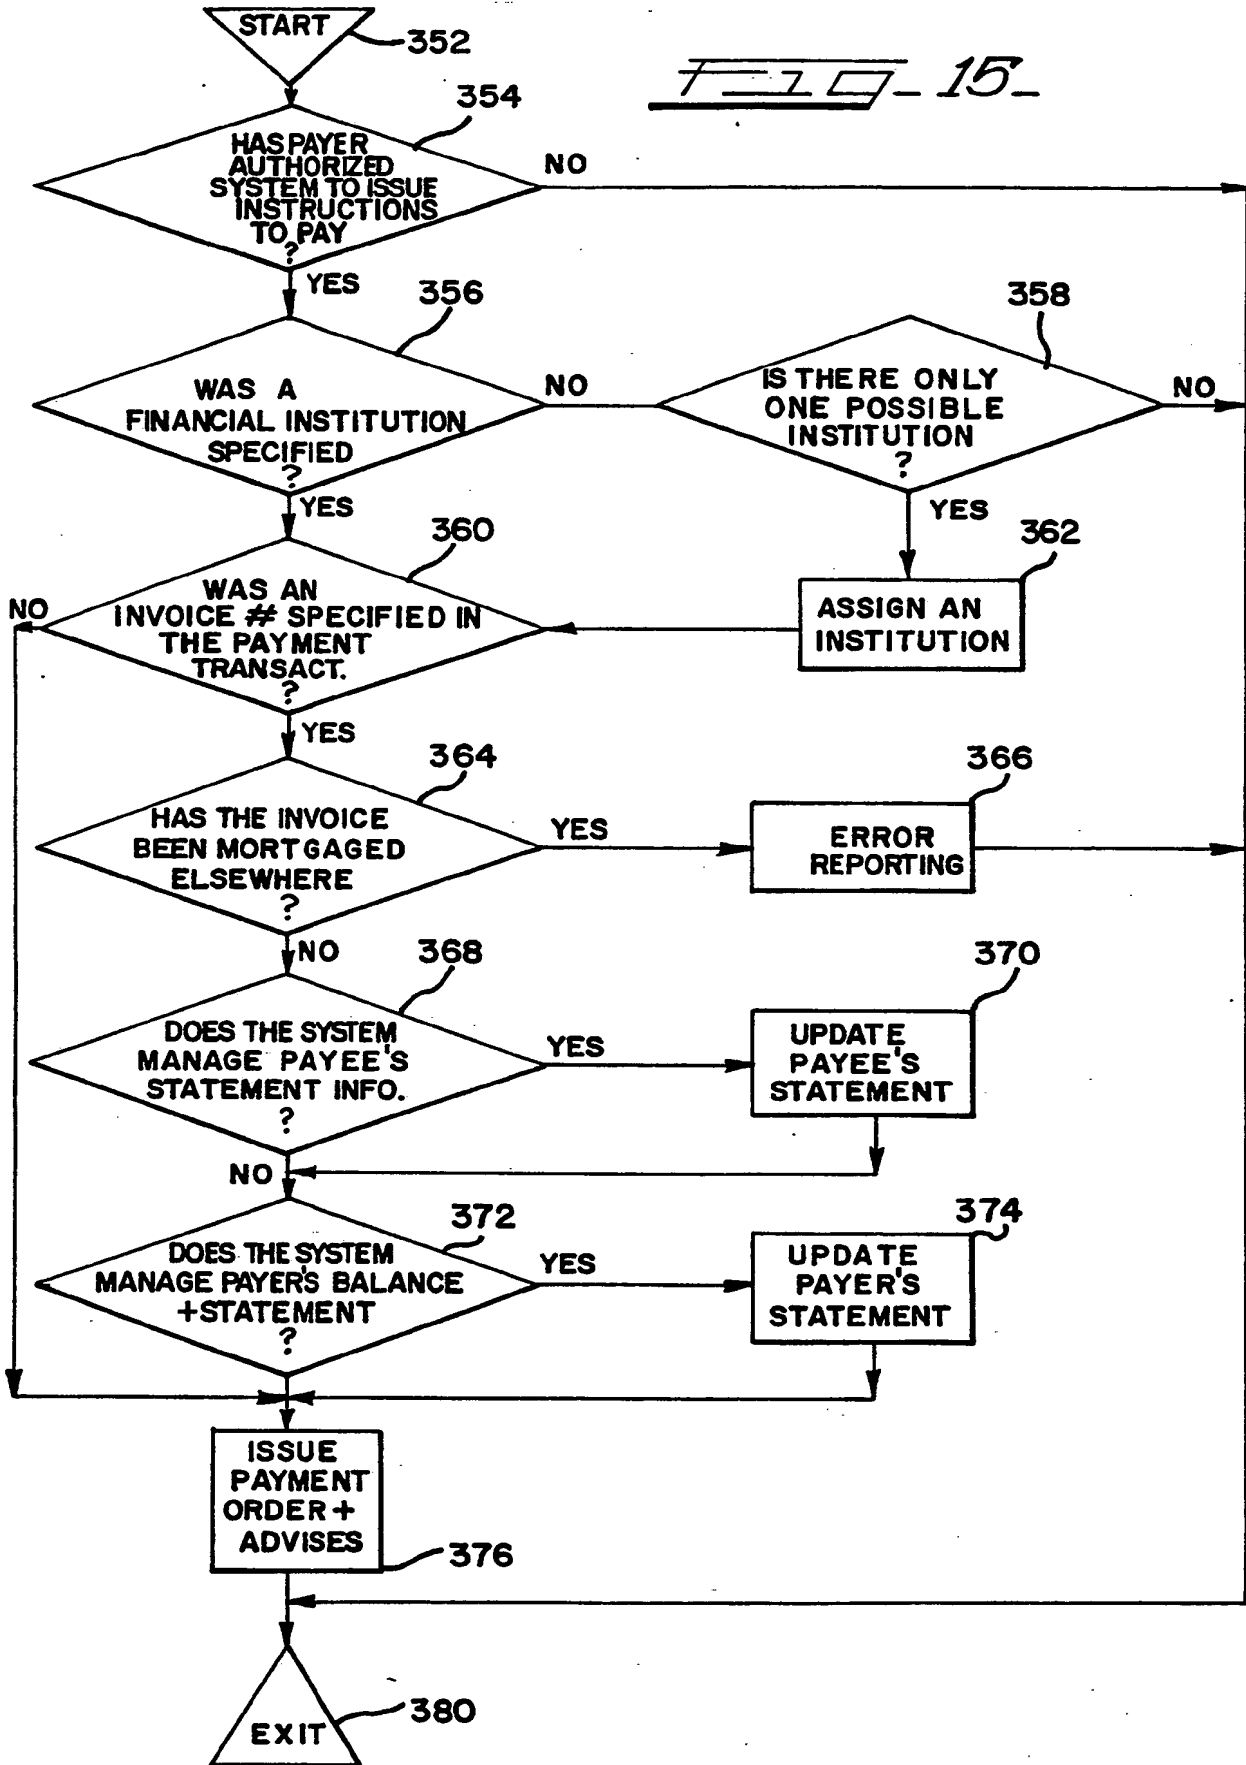 START
352
Fig_ 15_
354
HAS PAYER
AUTHORIZED
SYSTEM TO ISSUE
INSTRUCTIONS
TO PAY
?
NO
YES
356
WAS A
FINANCIAL INSTITUTION
SPECIFIED
?
NO
YES
358
IS THERE ONLY
ONE POSSIBLE
INSTITUTION
?
NO
YES
360
WAS AN
INVOICE # SPECIFIED IN
THE PAYMENT
TRANSACT.
?
NO
YES
362
ASSIGN AN
INSTITUTION
364
HAS THE INVOICE
BEEN MORTGAGED
ELSEWHERE
?
YES
NO
366
ERROR
REPORTING
368
DOES THE SYSTEM
MANAGE PAYEE'S
STATEMENT INFO.
?
YES
NO
370
UPDATE
PAYEE'S
STATEMENT
372
DOES THE SYSTEM
MANAGE PAYER'S BALANCE
+STATEMENT
?
YES
374
UPDATE
PAYER'S
STATEMENT
ISSUE
PAYMENT
ORDER +
ADVISES
376
EXIT
380